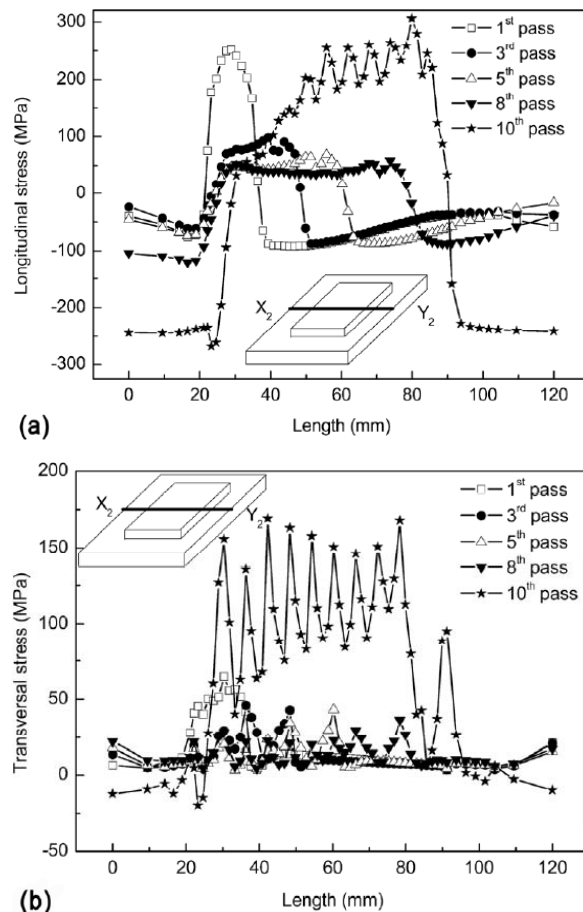 300
200
100
0
-100
-200
-300
Longitudinal stress (MPa)
1st pass
3rd pass
5th pass
8th pass
10th pass
X2
Y2
0
20
40
60
80
100
120
Length (mm)
(a)
200
150
100
50
0
-50
Transversal stress (MPa)
X2
Y2
1st pass
3rd pass
5th pass
8th pass
10th pass
0
20
40
60
80
100
120
Length (mm)
(b)